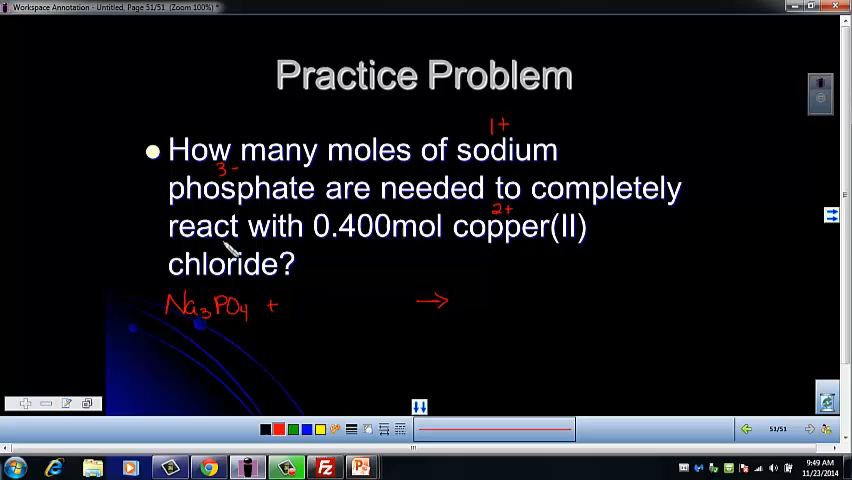 Workspace Annotation - Untitled, Page 51/51 (Zoom 100%) *
Practice Problem
1+
How many moles of sodium
3-
phosphate are needed to completely
2+
react with 0.400mol copper(II)
chloride?
Na₃PO₄ + →
51/51
9:49 AM
11/23/2014